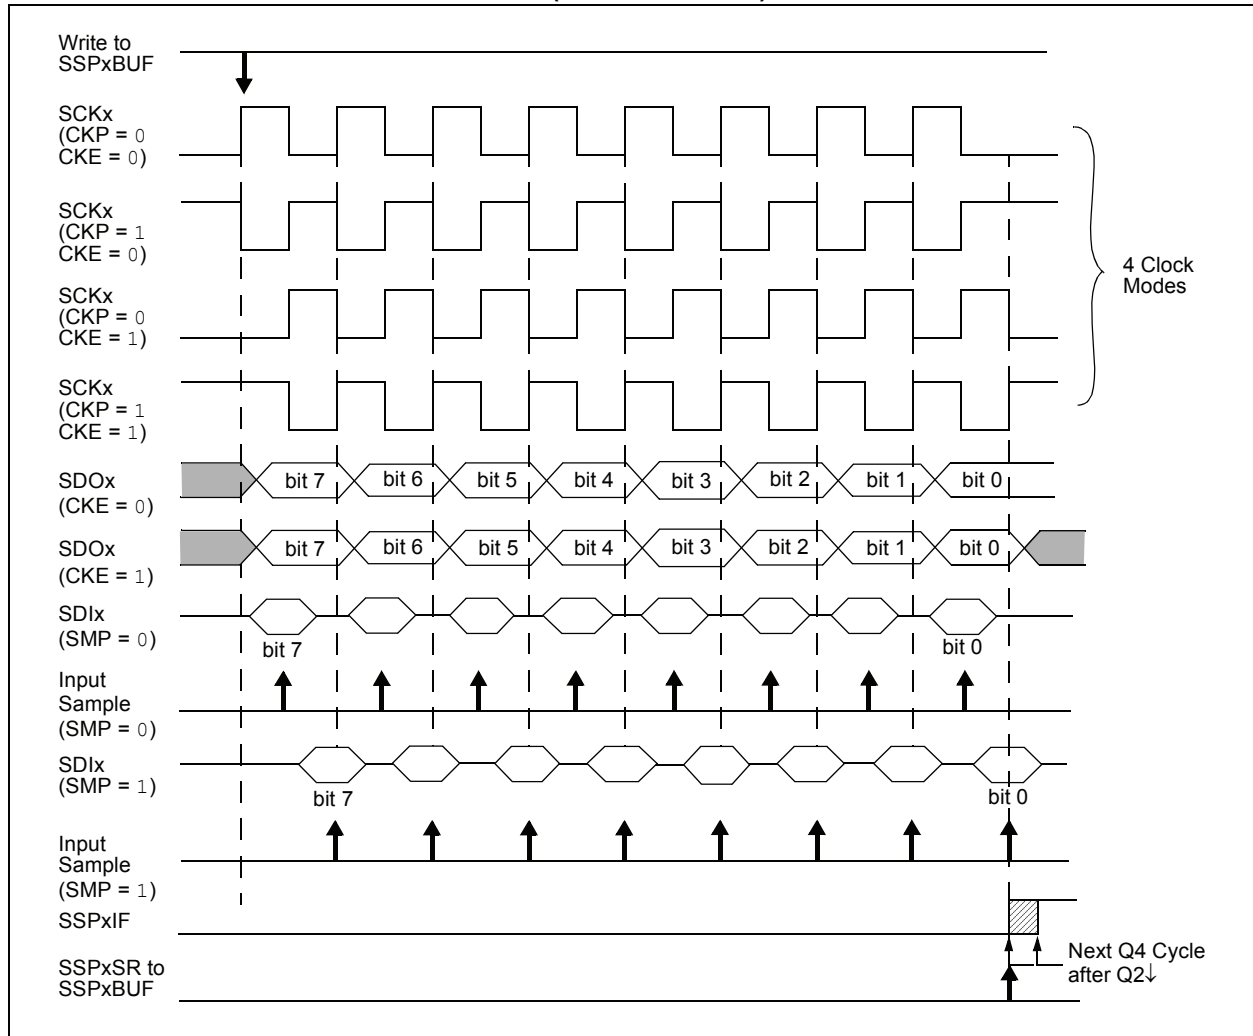 Write to
SSPxBUF
SCKx
(CKP = 0
CKE = 0)
SCKx
(CKP = 1
CKE = 0)
4 Clock
Modes
SCKx
(CKP = 0
CKE = 1)
SCKx
(CKP = 1
CKE = 1)
SDOx
(CKE = 0)
bit 7 bit 6 bit 5 bit 4 bit 3 bit 2 bit 1 bit 0
SDOx
(CKE = 1)
bit 7 bit 6 bit 5 bit 4 bit 3 bit 2 bit 1 bit 0
SDIx
(SMP = 0)
bit 7 bit 0
Input
Sample
(SMP = 0)
SDIx
(SMP = 1)
bit 7 bit 0
Input
Sample
(SMP = 1)
SSPxIF
Next Q4 Cycle
after Q2↓
SSPxSR to
SSPxBUF